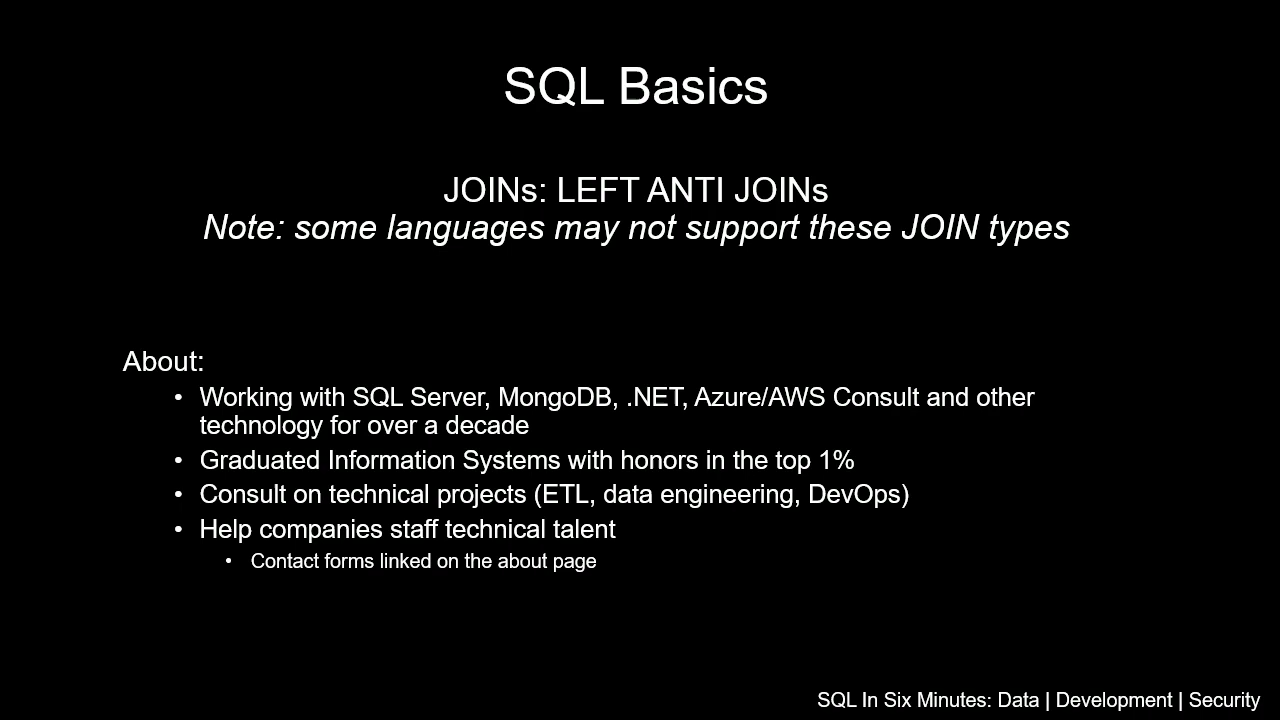 SQL Basics
JOINs: LEFT ANTI JOINs
Note: some languages may not support these JOIN types
About:
• Working with SQL Server, MongoDB, .NET, Azure/AWS Consult and other
technology for over a decade
• Graduated Information Systems with honors in the top 1%
• Consult on technical projects (ETL, data engineering, DevOps)
• Help companies staff technical talent
• Contact forms linked on the about page
SQL In Six Minutes: Data | Development | Security